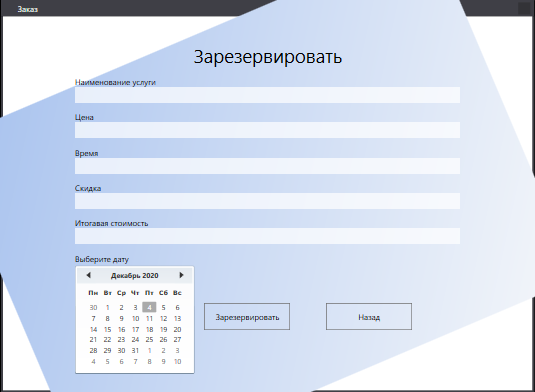 Заказ
Зарезервировать
Наименование услуги
Цена
Время
Скидка
Итогавая стоимость
Выберите дату
Декабрь 2020
Пн Вт Ср Чт Пт Сб Вс
30 1 2 3 4 5 6
7 8 9 10 11 12 13
14 15 16 17 18 19 20
21 22 23 24 25 26 27
28 29 30 31 1 2 3
4 5 6 7 8 9 10
Зарезервировать
Назад